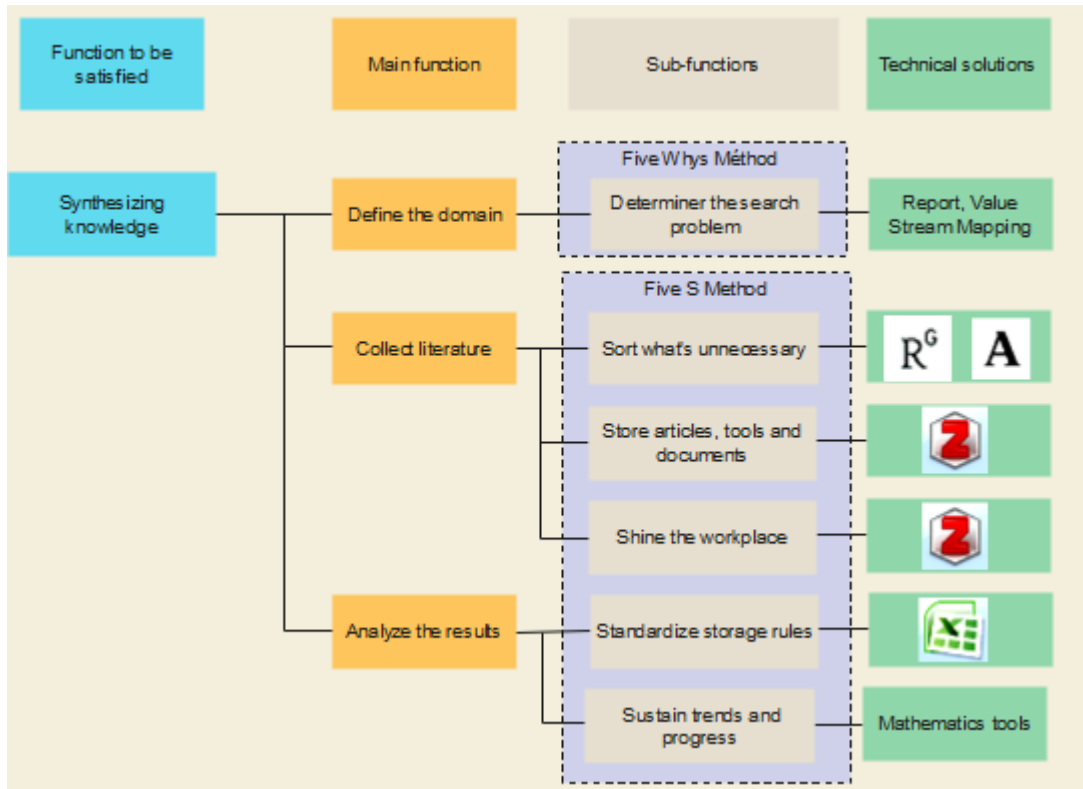 Function to be
satisfied
Main function
Sub-functions
Technical solutions
Five Whys Méthod
Synthesizing
knowledge
Define the domain
Determiner the search
problem
Report, Value
Stream Mapping
Five S Method
Collect literature
Sort what's unnecessary
RG
A
Store articles, tools and
documents
Z
Shine the workplace
Z
Analyze the results
Standardize storage rules
X
Sustain trends and
progress
Mathematics tools